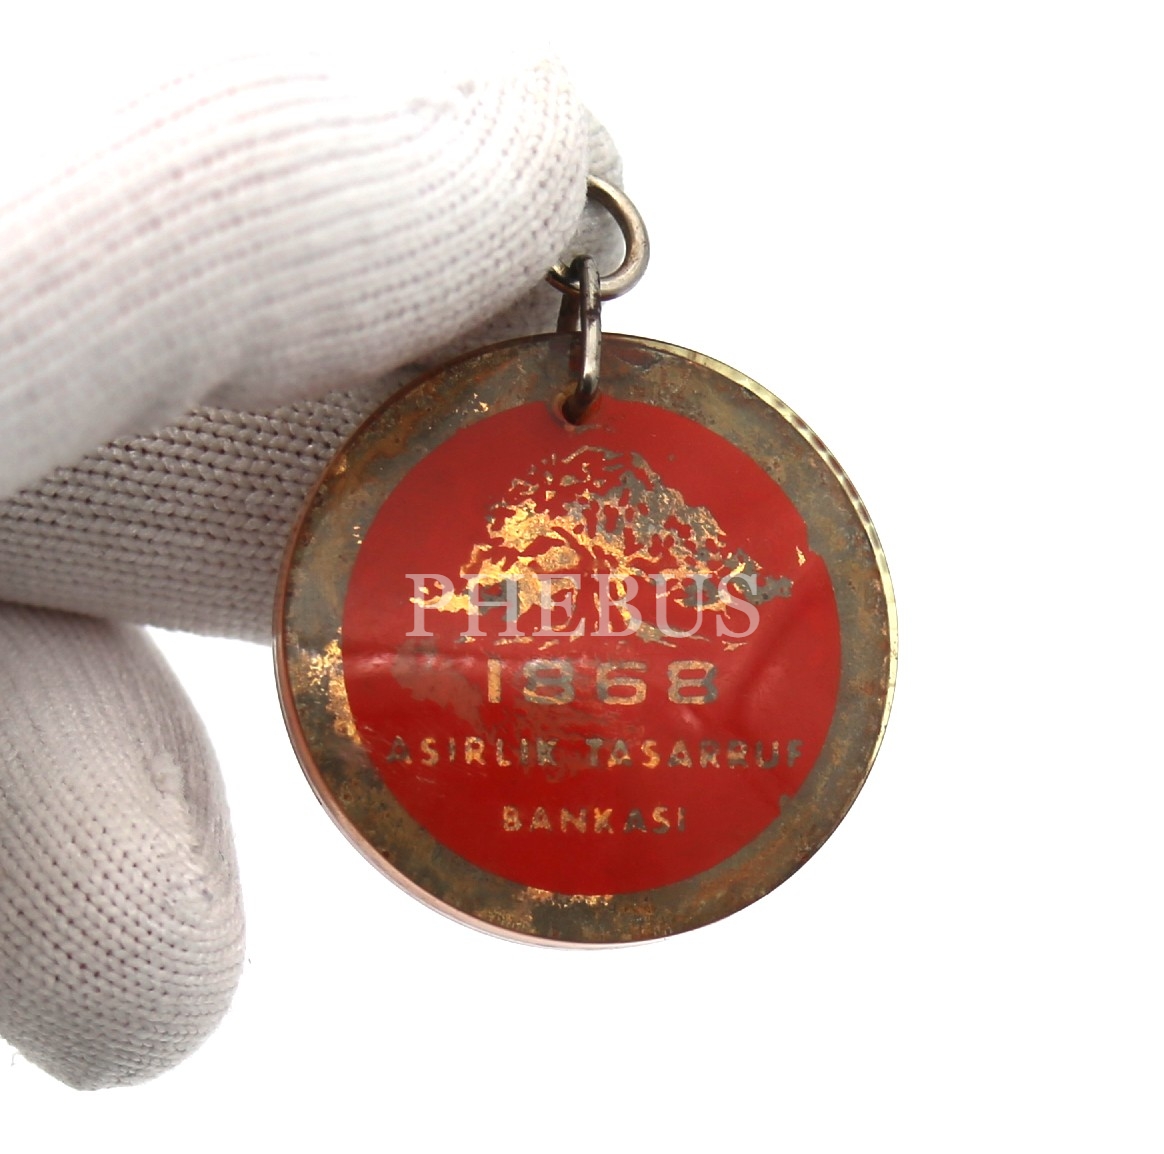 PHEBUS
1868
ASIRLIK TASARRUF
BANKASI